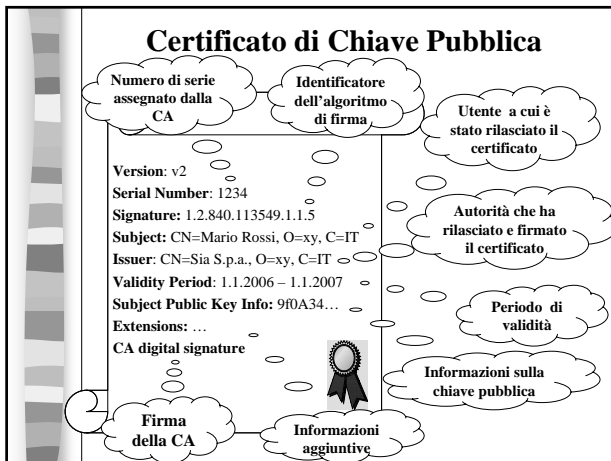 Certificato di Chiave Pubblica
Numero di serie
assegnato dalla
CA
Identificatore
dell'algoritmo
di firma
Utente a cui è
stato rilasciato il
certificato
Version: v2
Serial Number: 1234
Signature: 1.2.840.113549.1.1.5
Subject: CN=Mario Rossi, O=xy, C=IT
Issuer: CN=Sia S.p.a., O=xy, C=IT
Validity Period: 1.1.2006 – 1.1.2007
Subject Public Key Info: 9f0A34…
Extensions: …
CA digital signature
Autorità che ha
rilasciato e firmato
il certificato
Periodo di
validità
Informazioni sulla
chiave pubblica
Firma
della CA
Informazioni
aggiuntive